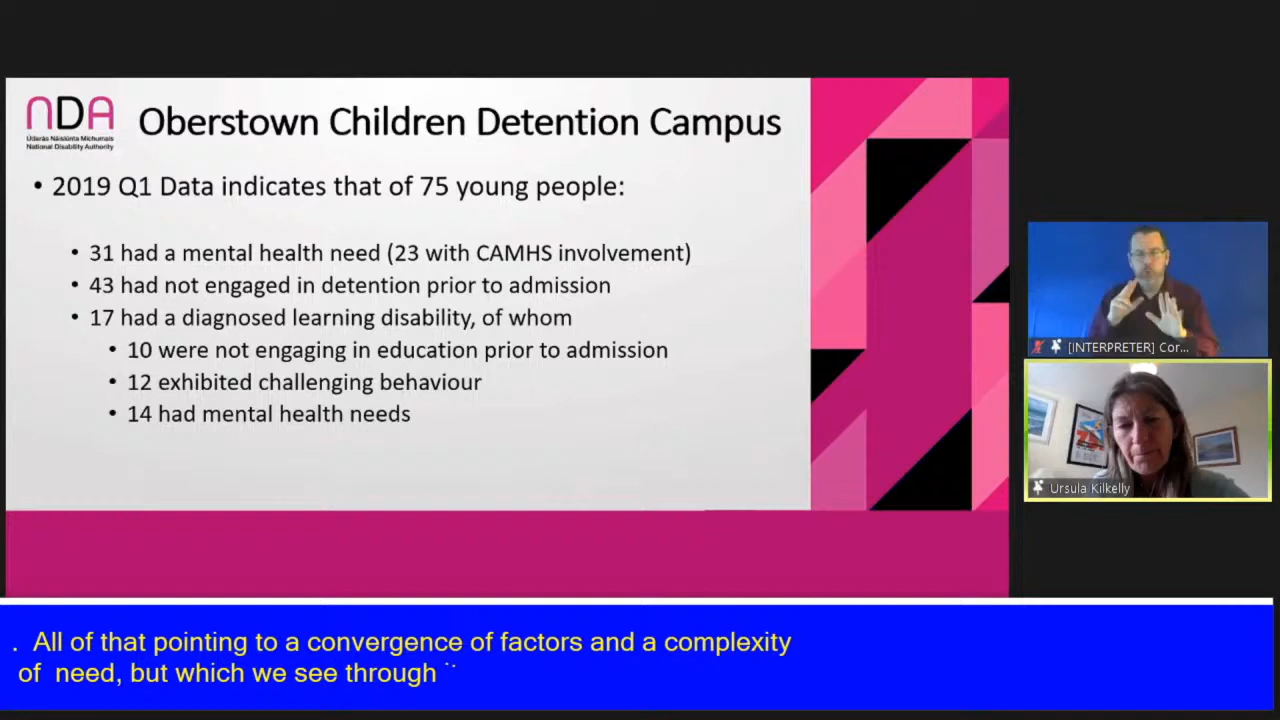 nDA
Údarás Náisiúnta Míchumais
National Disability Authority
Oberstown Children Detention Campus
• 2019 Q1 Data indicates that of 75 young people:
• 31 had a mental health need (23 with CAMHS involvement)
• 43 had not engaged in detention prior to admission
• 17 had a diagnosed learning disability, of whom
• 10 were not engaging in education prior to admission
• 12 exhibited challenging behaviour
• 14 had mental health needs
[INTERPRETER] Cor...
Ursula Kilkelly
. All of that pointing to a convergence of factors and a complexity
of need, but which we see through